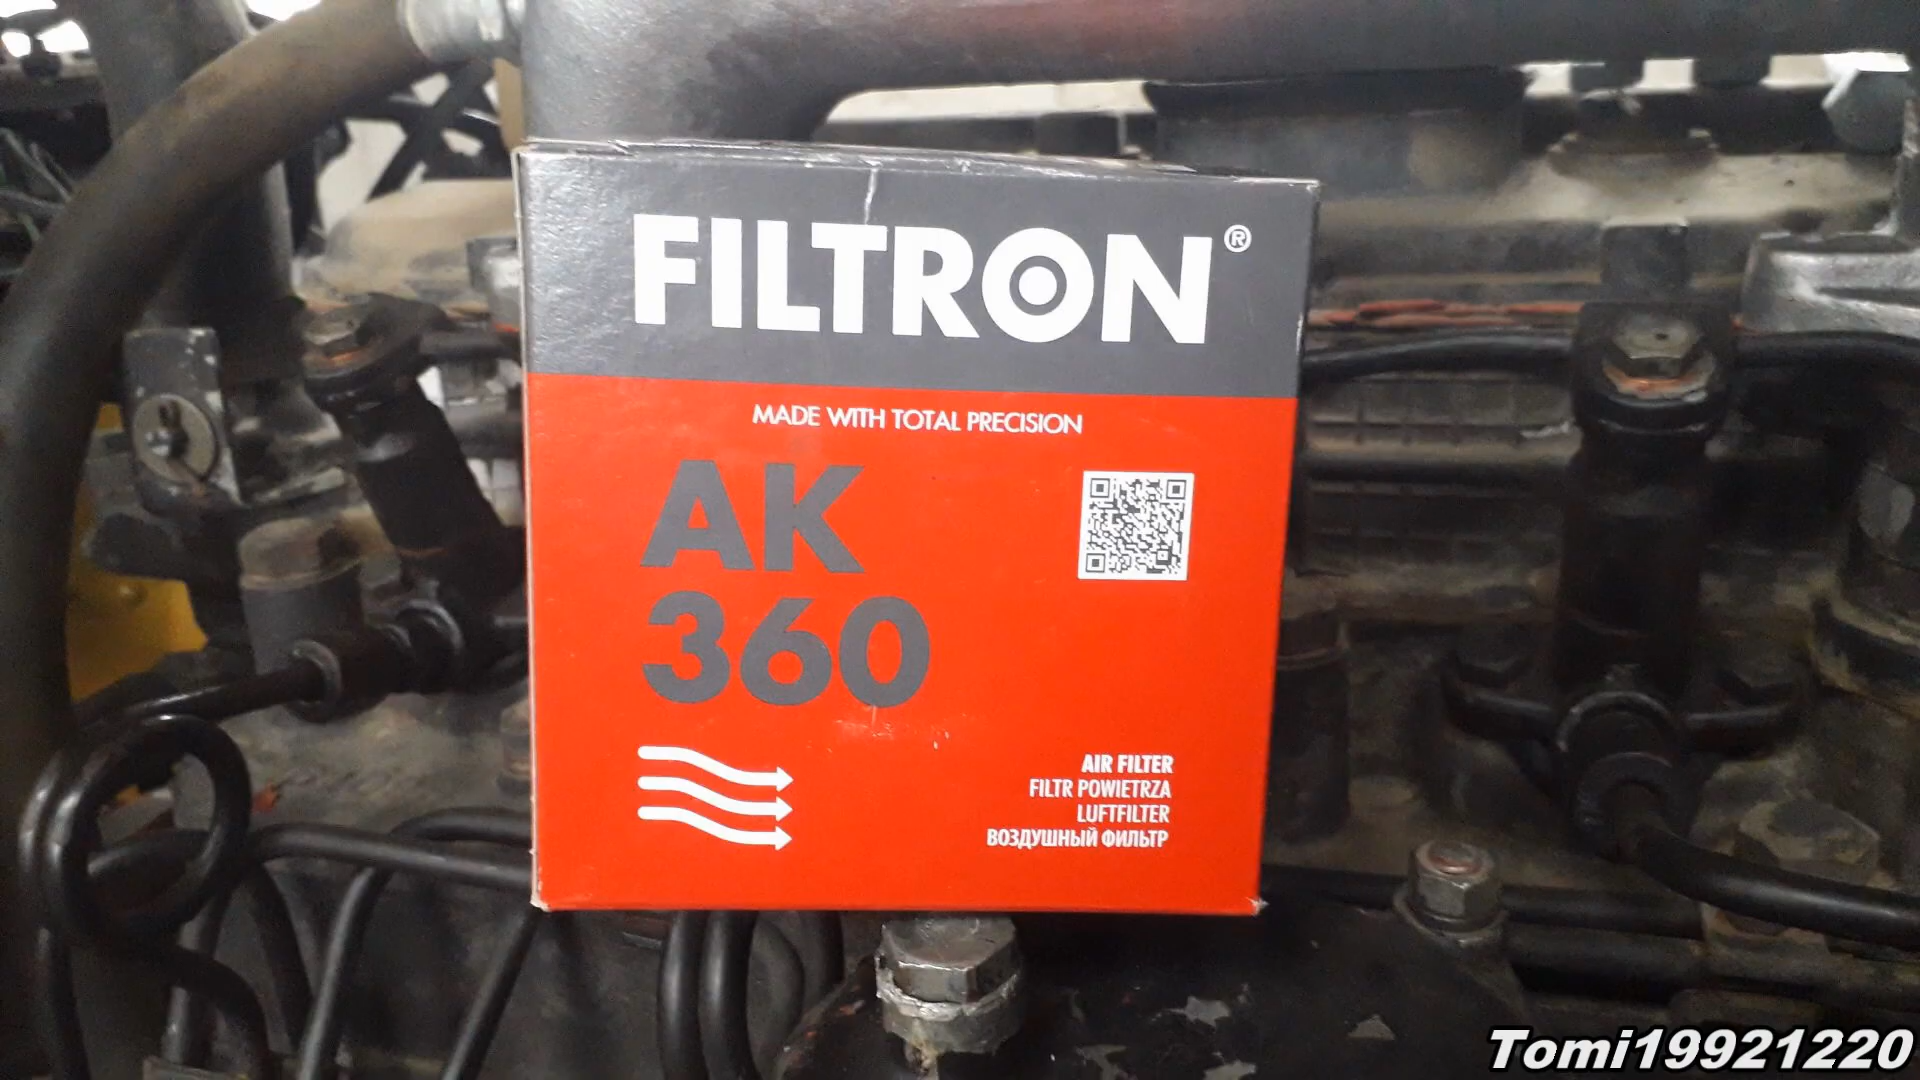 FILTRON®
MADE WITH TOTAL PRECISION
AK
360
AIR FILTER
FILTR POWIETRZA
LUFTFILTER
ВОЗДУШНЫЙ ФИЛЬТР
Tomi19921220